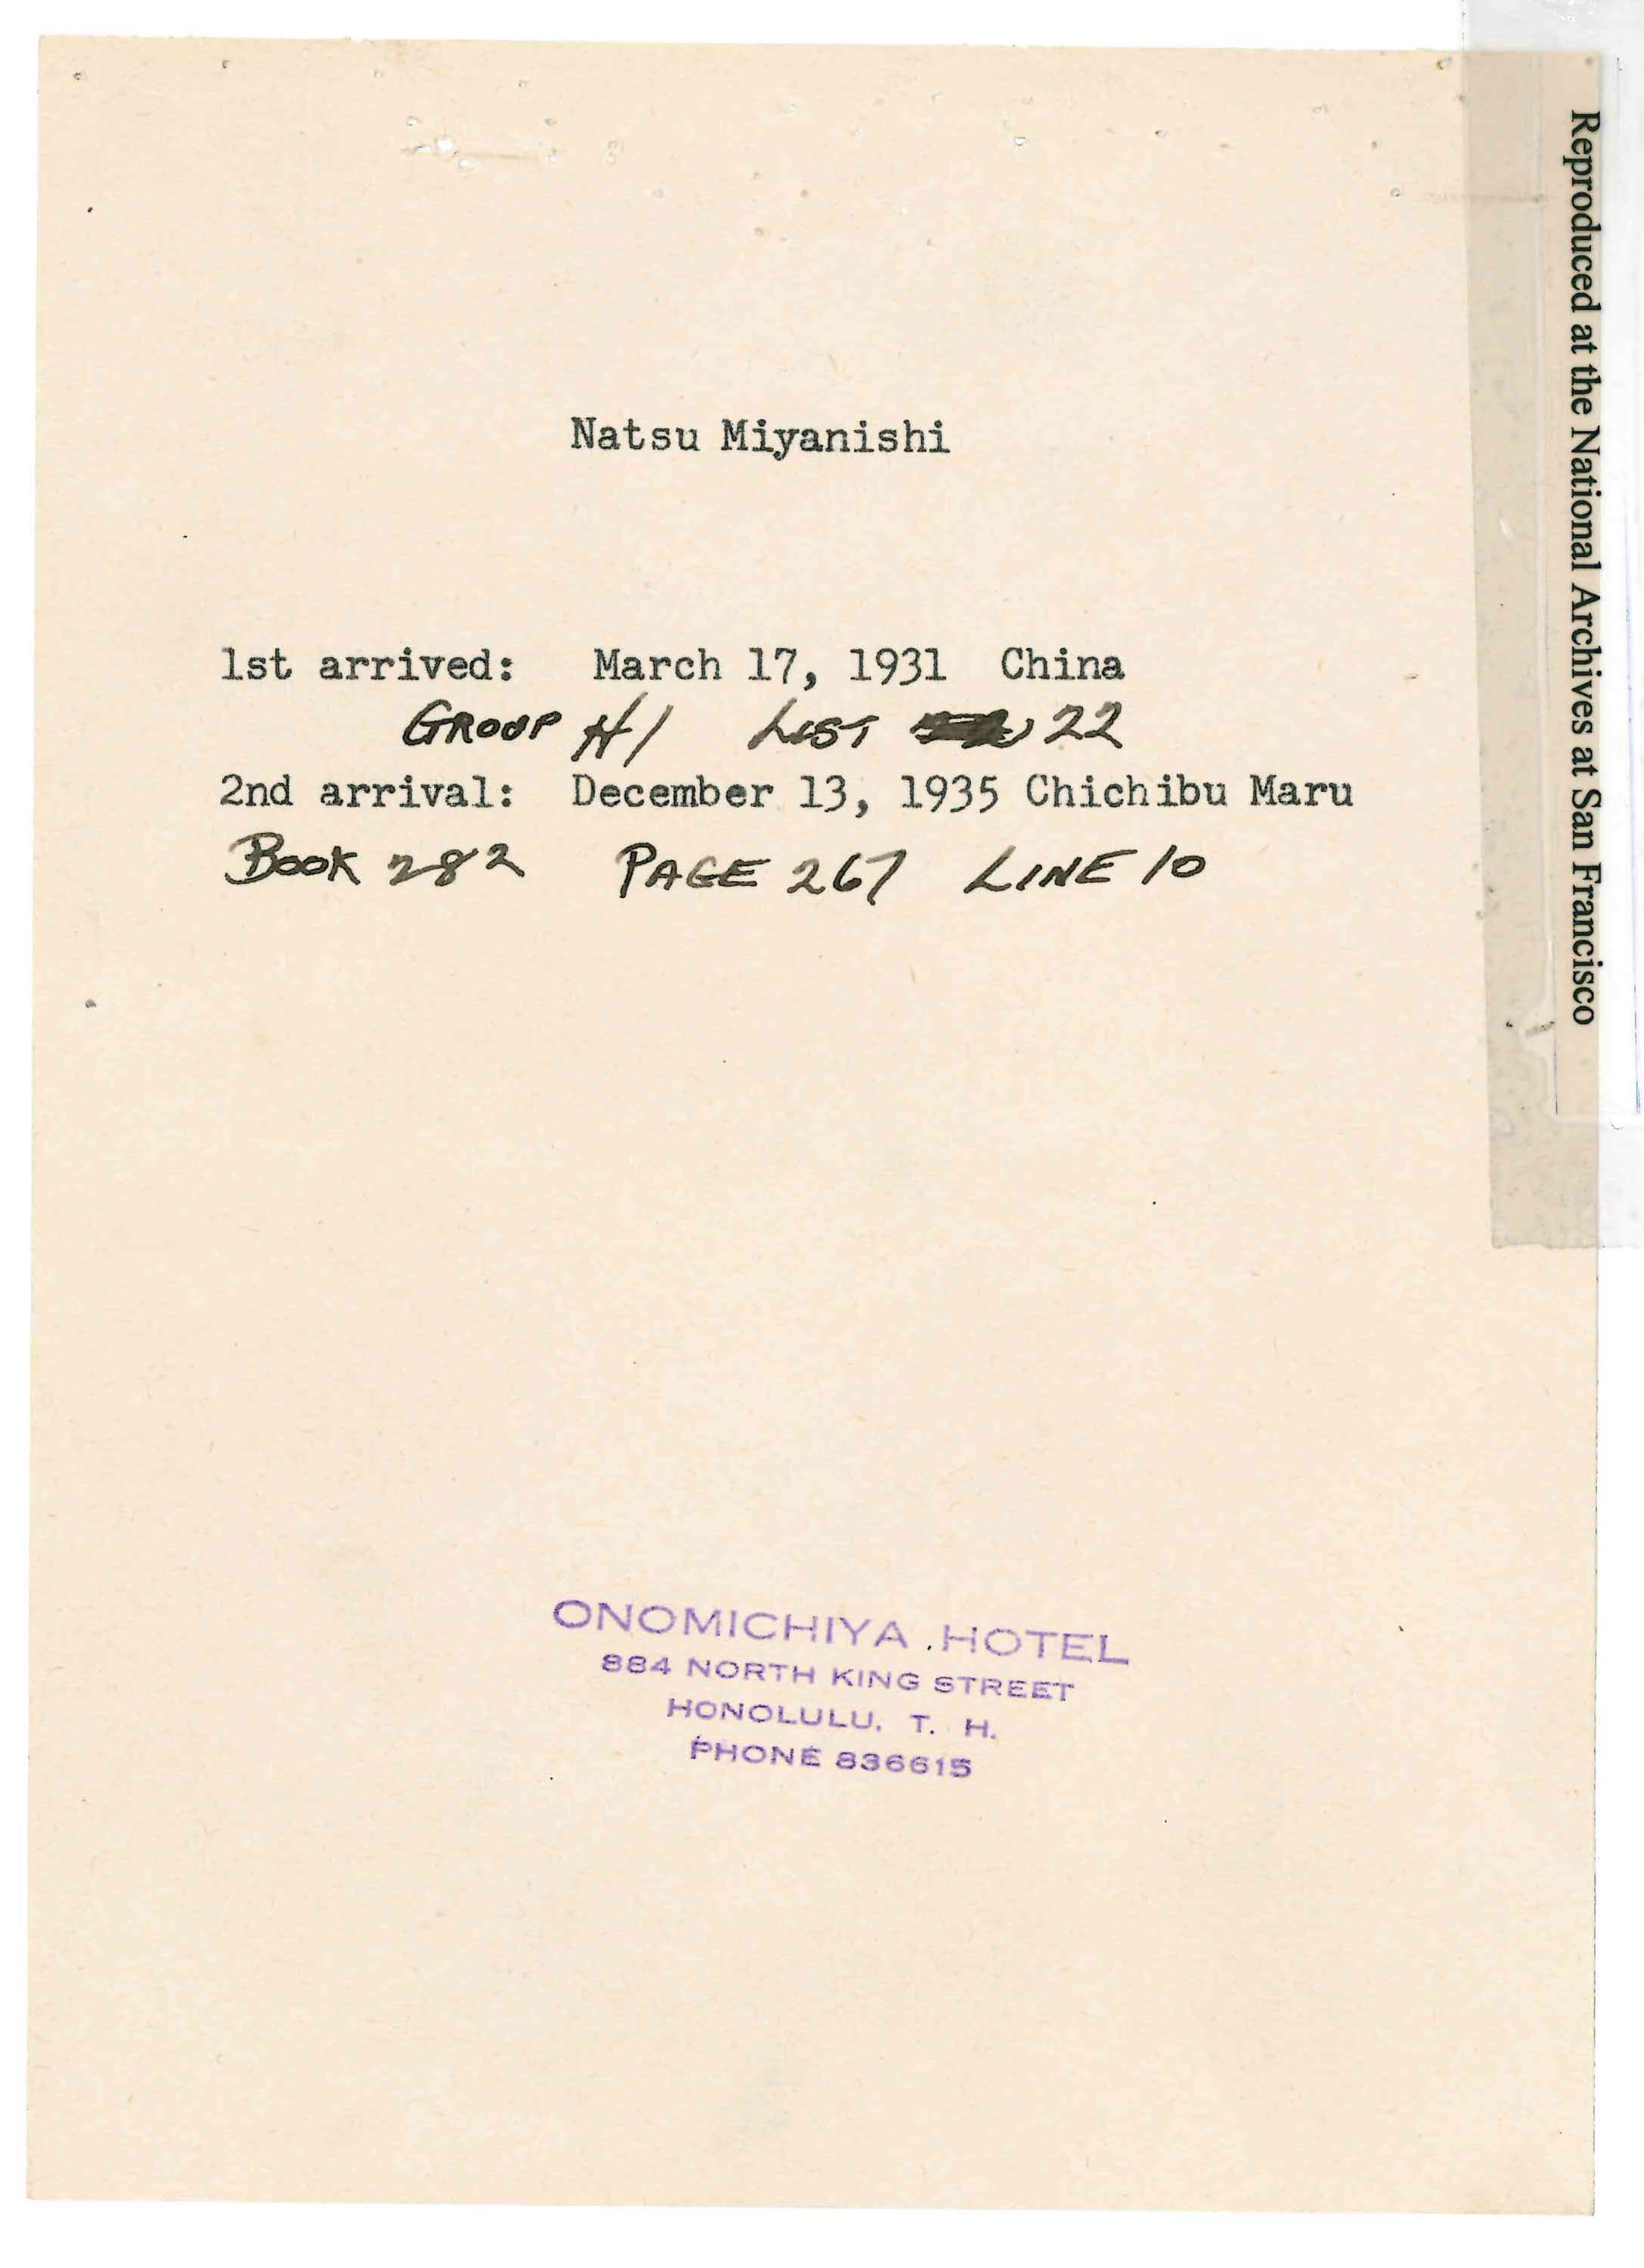 Natsu Miyanishi
1st arrived: March 17, 1931 China
GROUP #1 LIST 22
2nd arrival: December 13, 1935 Chichibu Maru
BOOK 282 PAGE 267 LINE 10
ONOMICHIYA HOTEL
884 NORTH KING STREET
HONOLULU, T. H.
PHONE 836615
Reproduced at the National Archives at San Francisco